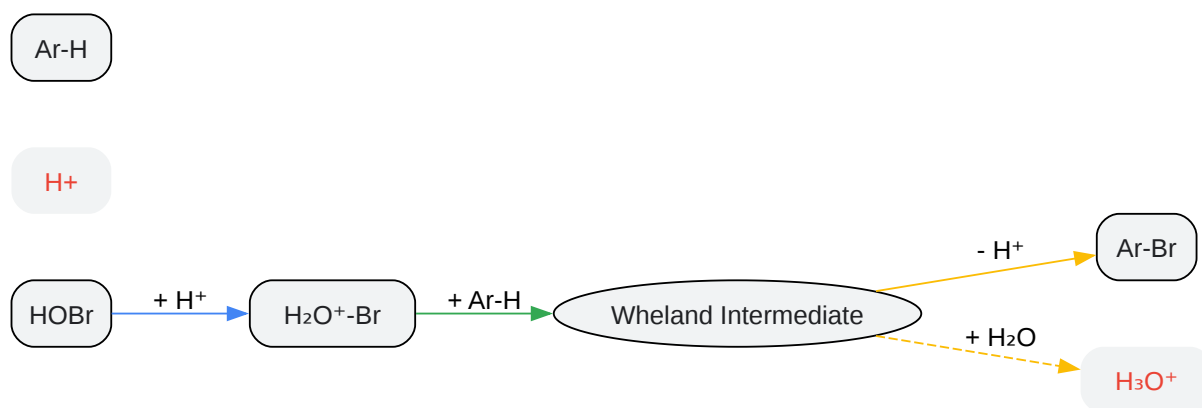 Ar-H
H+
HOBr
+ H⁺
H₂O⁺-Br
+ Ar-H
Wheland Intermediate
- H⁺
Ar-Br
+ H₂O
H₃O⁺